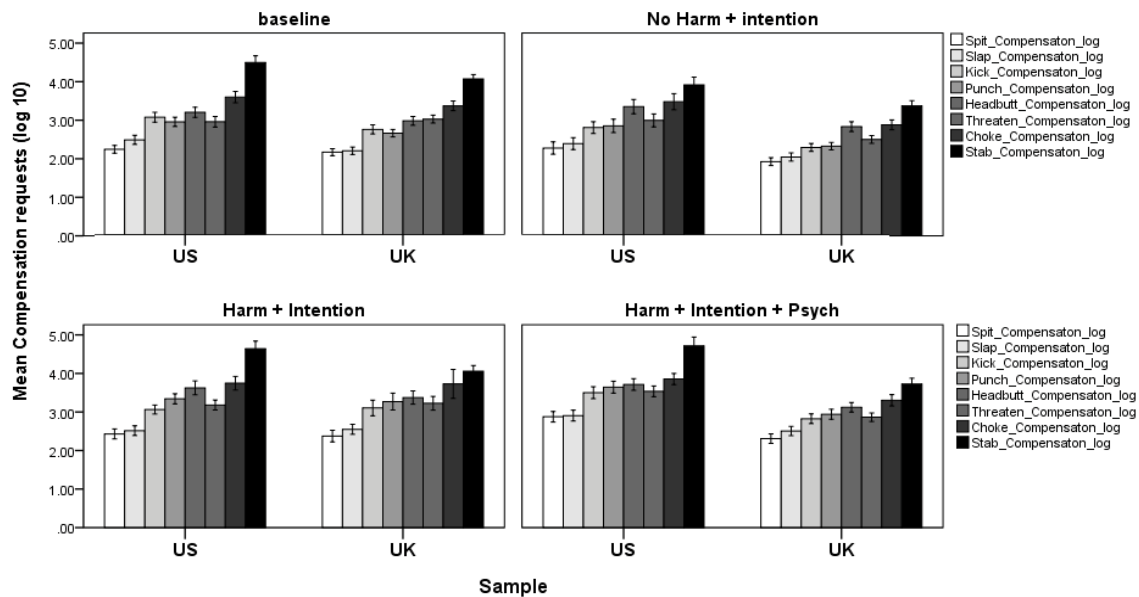 baseline
No Harm + intention
Mean Compensation requests (log 10)
5.00
4.00
3.00
2.00
1.00
.00
US
UK
US
UK
Spit_Compensaton_log
Slap_Compensaton_log
Kick_Compensaton_log
Punch_Compensaton_log
Headbutt_Compensaton_log
Threaten_Compensaton_log
Choke_Compensaton_log
Stab_Compensaton_log
Harm + Intention
Harm + Intention + Psych
5.00
4.00
3.00
2.00
1.00
.00
US
UK
US
UK
Spit_Compensaton_log
Slap_Compensaton_log
Kick_Compensaton_log
Punch_Compensaton_log
Headbutt_Compensaton_log
Threaten_Compensaton_log
Choke_Compensaton_log
Stab_Compensaton_log
Sample